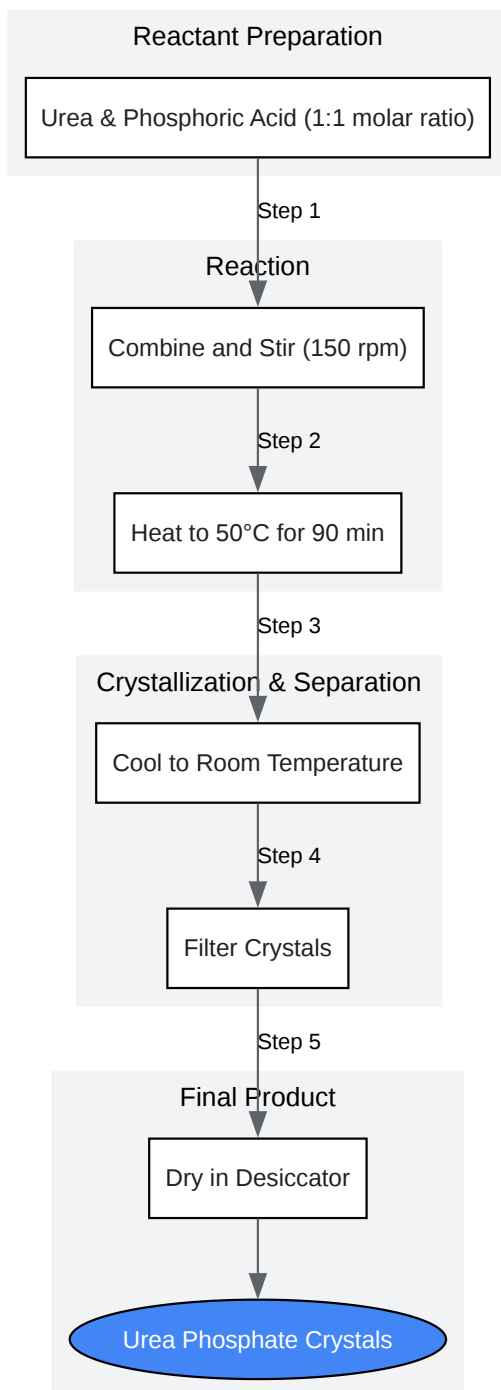 Reactant Preparation
Urea & Phosphoric Acid (1:1 molar ratio)
Step 1
Reaction
Combine and Stir (150 rpm)
Step 2
Heat to 50°C for 90 min
Step 3
Crystallization & Separation
Cool to Room Temperature
Step 4
Filter Crystals
Step 5
Final Product
Dry in Desiccator
Urea Phosphate Crystals